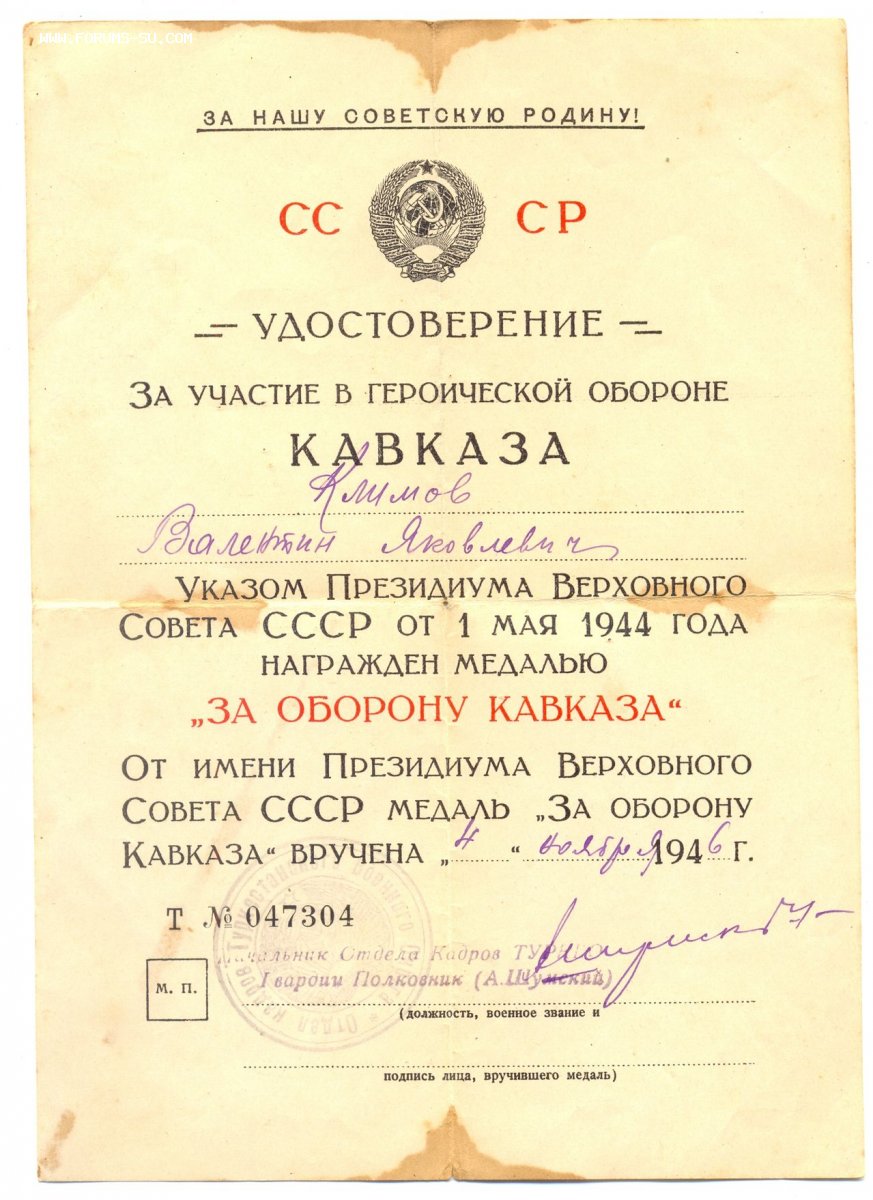 WWW.FORUMS-SU.COM
ЗА НАШУ СОВЕТСКУЮ РОДИНУ!
СС СР
УДОСТОВЕРЕНИЕ
ЗА УЧАСТИЕ В ГЕРОИЧЕСКОЙ ОБОРОНЕ
КАВКАЗА
Климов
Валентин Яковлевич
УКАЗОМ ПРЕЗИДИУМА ВЕРХОВНОГО
СОВЕТА СССР ОТ 1 МАЯ 1944 ГОДА
НАГРАЖДЕН МЕДАЛЬЮ
„ЗА ОБОРОНУ КАВКАЗА“
ОТ ИМЕНИ ПРЕЗИДИУМА ВЕРХОВНОГО
СОВЕТА СССР МЕДАЛЬ „ЗА ОБОРОНУ
КАВКАЗА“ ВРУЧЕНА „4“ ноября 1946 Г.
Т № 047304
Начальник Отдела Кадров
Гвардии Полковник (А.Шумский)
М. П.
(должность, военное звание и
подпись лица, вручившего медаль)